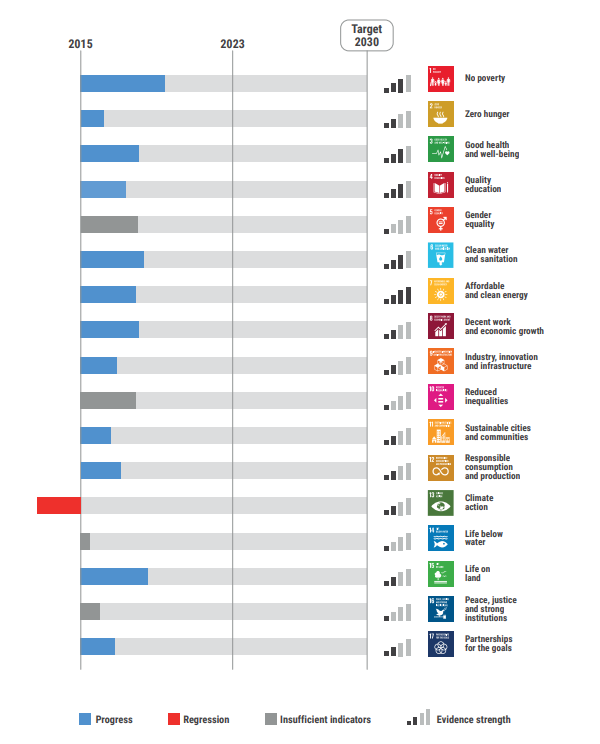 Target
2030
2015
2023
1
No poverty
2
Zero hunger
3
Good health
and well-being
4
Quality
education
5
Gender
equality
6
Clean water
and sanitation
7
Affordable
and clean energy
8
Decent work
and economic growth
9
Industry, innovation
and infrastructure
10
Reduced
inequalities
11
Sustainable cities
and communities
12
Responsible
consumption
and production
13
Climate
action
14
Life below
water
15
Life on
land
16
Peace, justice
and strong
institutions
17
Partnerships
for the goals
Progress
Regression
Insufficient indicators
Evidence strength